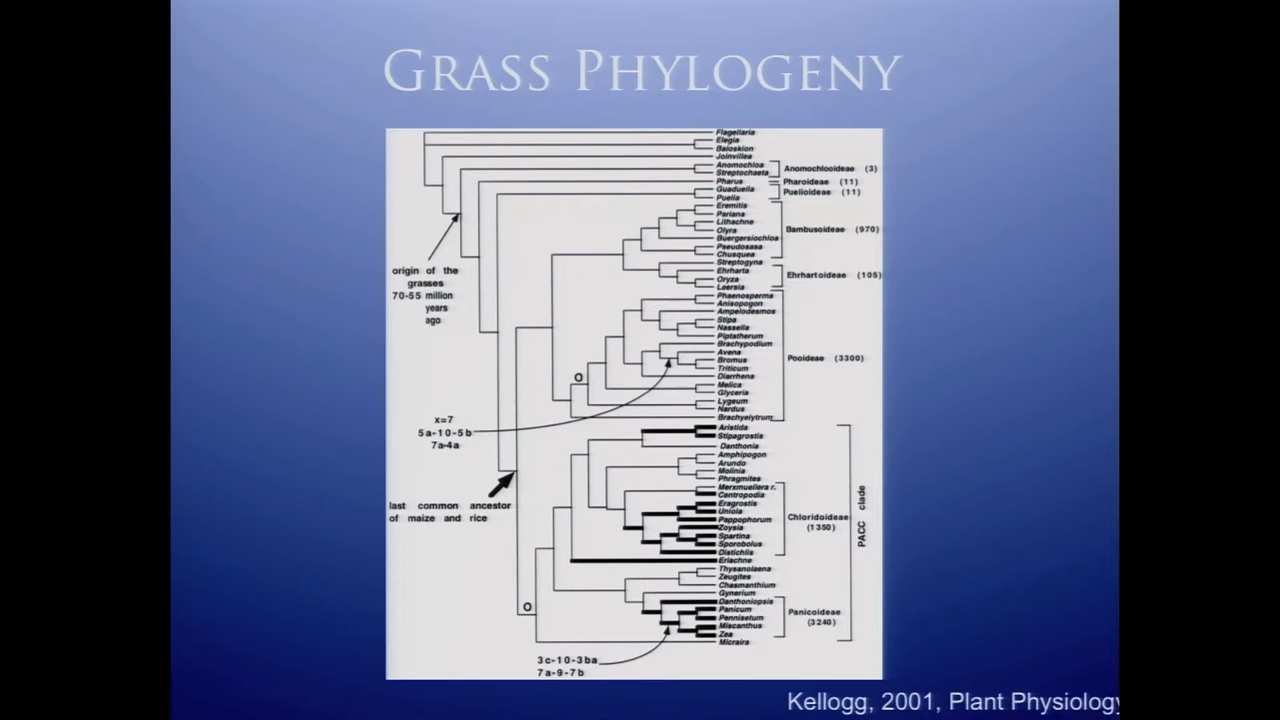 GRASS PHYLOGENY
Flagellaria
Elegia
Baloskion
Joinvillea
Anomochloa
Streptochaeta
Anomochlooideae (3)
Pharus
Pharoideae (11)
Guaduella
Puelia
Puelioideae (11)
Eremitis
Pariana
Lithachne
Olyra
Buergersiochloa
Pseudosasa
Chusquea
Bambusoideae (970)
Streptogyna
Ehrharta
Oryza
Leersia
Ehrhartoideae (105)
origin of the
grasses
70-55 million
years
ago
Phaenosperma
Anisopogon
Ampelodesmos
Stipa
Nassella
Piptatherum
Brachypodium
Avena
Bromus
Triticum
Diarrhena
Melica
Glyceria
Lygeum
Nardus
Brachyelytrum
Pooideae (3300)
O
x=7
5a-10-5b
7a-4a
Aristida
Stipagrostis
Danthonia
Amphipogon
Arundo
Molinia
Phragmites
Merxmuellera r.
Centropodia
Eragrostis
Uniola
Pappophorum
Zoysia
Spartina
Sporobolus
Distichlis
Chloridoideae
(1350)
PACC clade
last common ancestor
of maize and rice
Eriachne
Thysanolaena
Zeugites
Chasmanthium
Gynerium
Danthoniopsis
Panicum
Pennisetum
Miscanthus
Zea
Panicoideae
(3240)
Micraira
O
3c-10-3ba
7a-9-7b
Kellogg, 2001, Plant Physiology